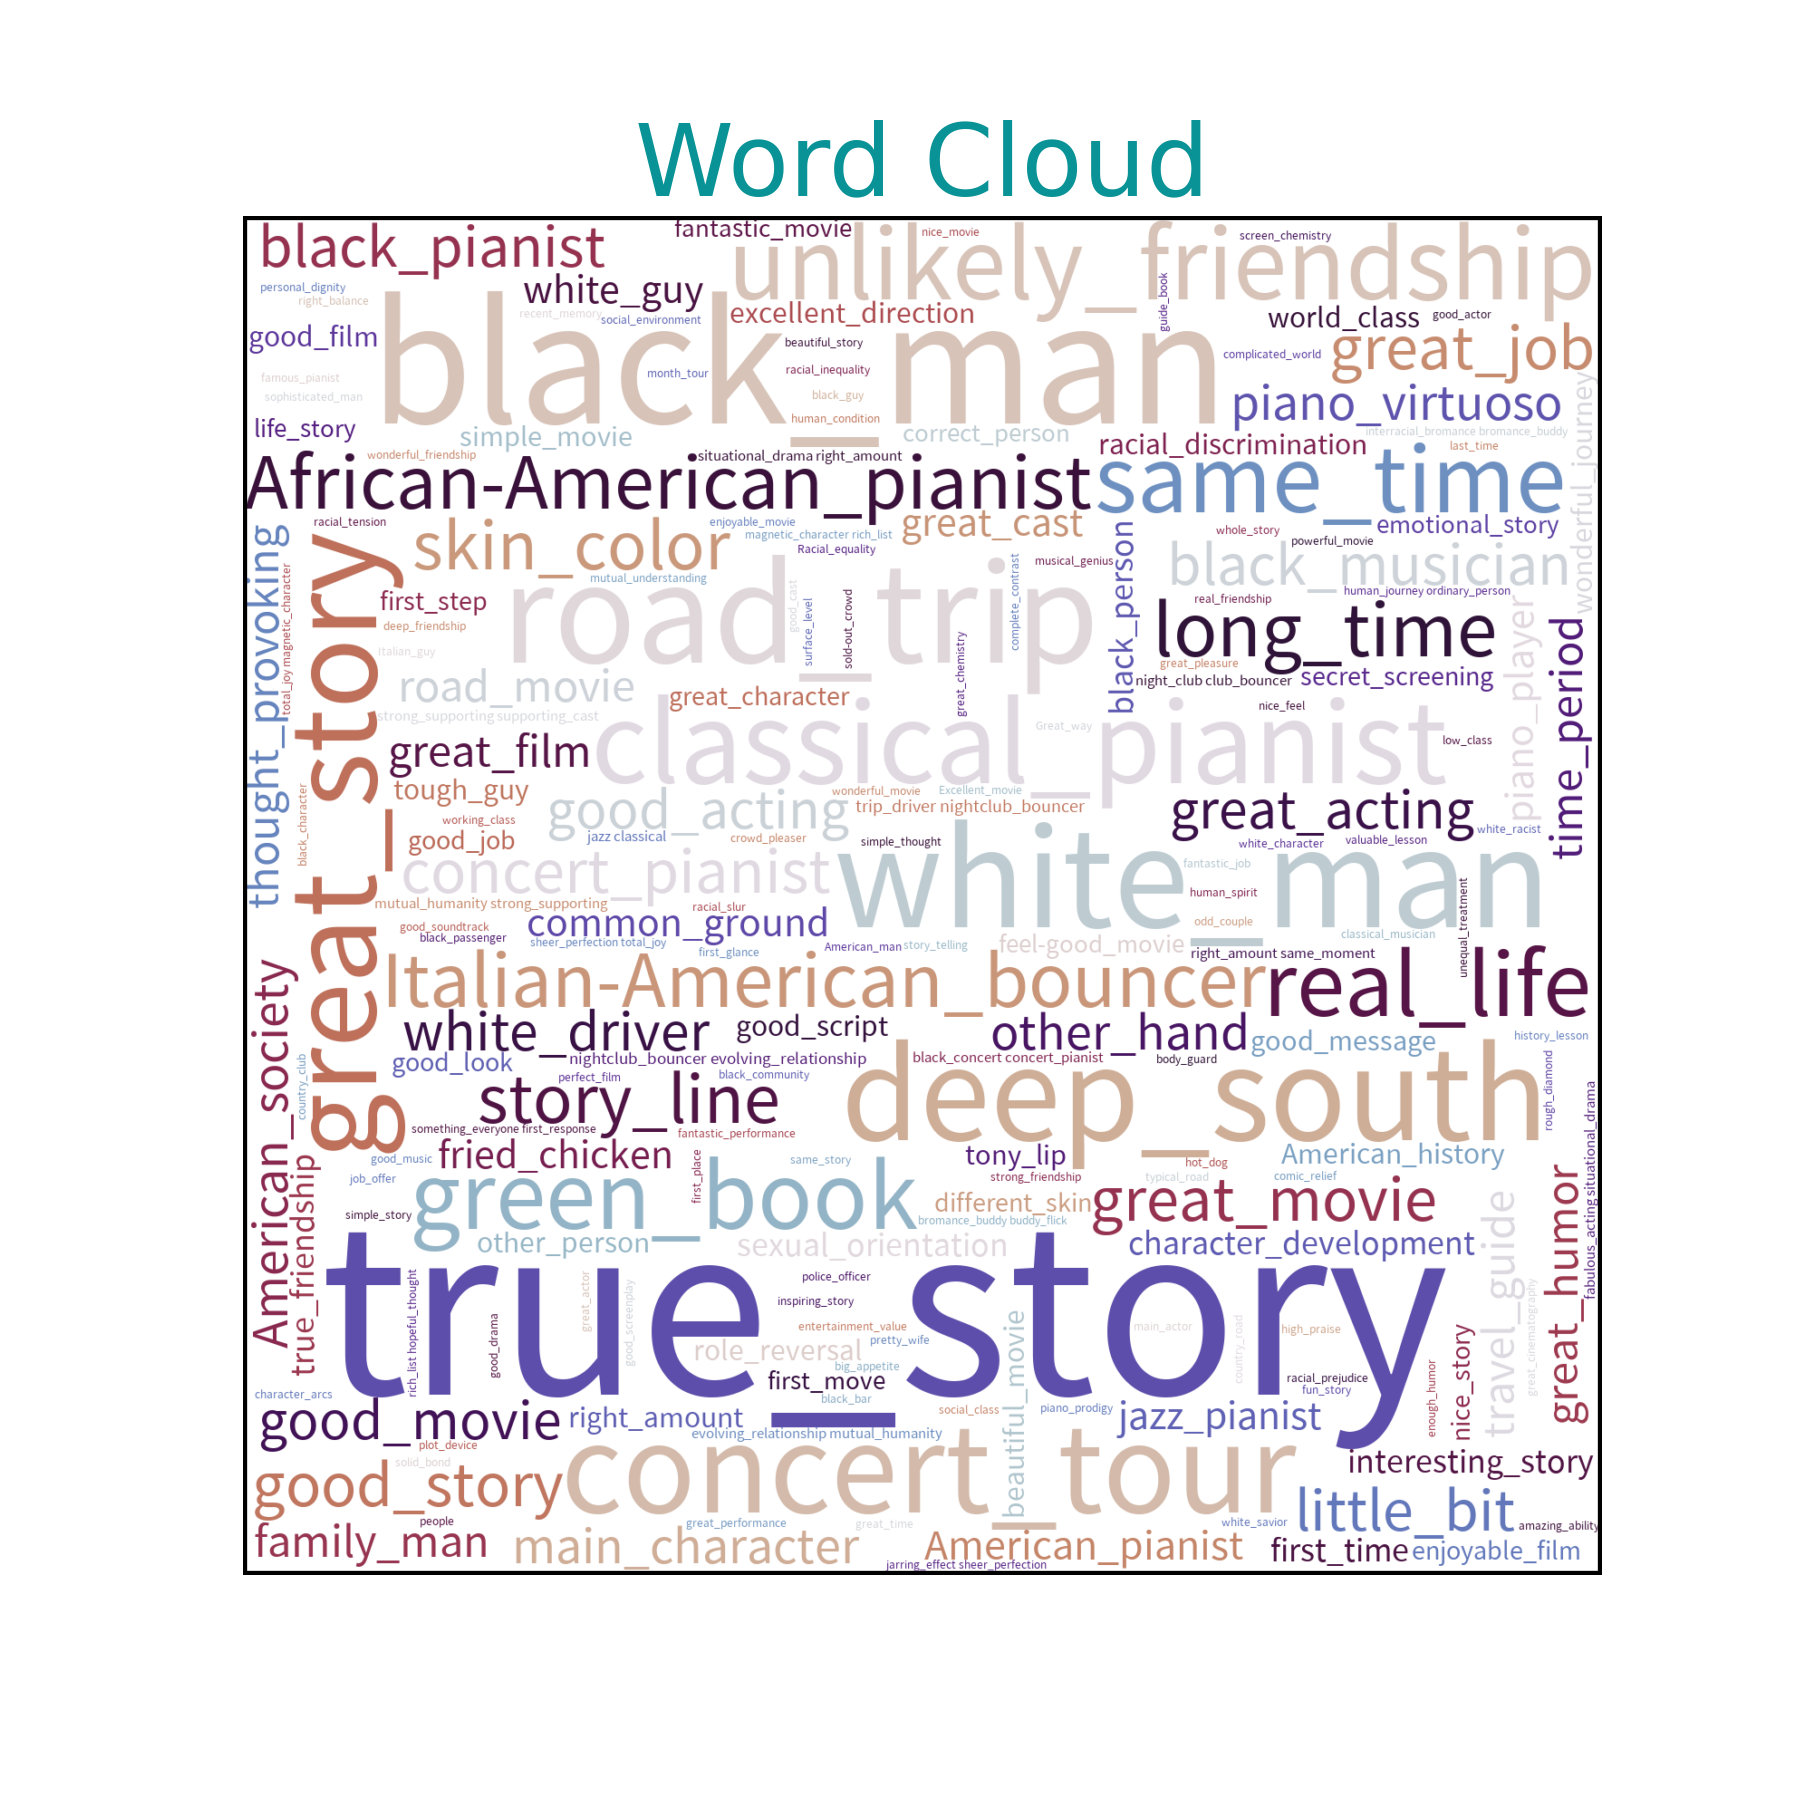 Word Cloud
black_pianist
fantastic_movie
nice_movie
unlikely_friendship
screen_chemistry
personal_dignity
right_balance
white_guy
recent_memory
social_environment
excellent_direction
guide_book
world_class
good_actor
good_film
black_man
beautiful_story
complicated_world
great_job
famous_pianist
sophisticated_man
month_tour
racial_inequality
black_guy
human_condition
piano_virtuoso
wonderful_journey
life_story
simple_movie
correct_person
interracial_bromance bromance_buddy
racial_discrimination
last_time
wonderful_friendship
situational_drama right_amount
African-American_pianist
same_time
racial_tension
skin_color
enjoyable_movie
magnetic_character rich_list
great_cast
Racial_equality
black_person
whole_story
emotional_story
powerful_movie
thought_provoking
total_joy magnetic_character
great_story
mutual_understanding
road_trip
musical_genius
complete_contrast
black_musician
human_journey ordinary_person
first_step
deep_friendship
Italian_guy
good_cast
surface_level
sold-out_crowd
great_chemistry
real_friendship
long_time
great_pleasure
piano_player
time_period
road_movie
great_character
night_club club_bouncer
secret_screening
strong_supporting supporting_cast
classical_pianist
Great_way
nice_feel
low_class
great_film
tough_guy
black_character
working_class
good_job
good_acting
wonderful_movie
Excellent_movie
trip_driver nightclub_bouncer
great_acting
white_racist
jazz classical
crowd_pleaser
simple_thought
white_character
valuable_lesson
concert_pianist
white_man
fantastic_job
human_spirit
mutual_humanity strong_supporting
racial_slur
good_soundtrack
black_passenger
common_ground
odd_couple
classical_musician
unequal_treatment
sheer_perfection total_joy
first_glance
American_man
story_telling
feel-good_movie
right_amount same_moment
American_society
Italian-American_bouncer
real_life
white_driver
good_script
other_hand
good_message
history_lesson
country_club
good_look
nightclub_bouncer evolving_relationship
black_concert concert_pianist
body_guard
rough_diamond
perfect_film
black_community
story_line
deep_south
fabulous_acting situational_drama
something_everyone first_response
fantastic_performance
true_friendship
good_music
fried_chicken
first_place
same_story
tony_lip
hot_dog
American_history
job_offer
strong_friendship
typical_road
comic_relief
great_humor
simple_story
green_book
different_skin
great_movie
travel_guide
bromance_buddy buddy_flick
other_person
sexual_orientation
character_development
true_story
rich_list hopeful_thought
good_drama
great_actor
good_screenplay
police_officer
inspiring_story
entertainment_value
pretty_wife
beautiful_movie
main_actor
country_road
high_praise
great_cinematography
role_reversal
big_appetite
first_move
black_bar
racial_prejudice
fun_story
enough_humor
nice_story
character_arcs
good_movie
right_amount
social_class
piano_prodigy
jazz_pianist
evolving_relationship mutual_humanity
plot_device
solid_bond
concert_tour
interesting_story
good_story
little_bit
people
great_performance
great_time
white_savior
amazing_ability
family_man
main_character
American_pianist
first_time
enjoyable_film
jarring_effect sheer_perfection